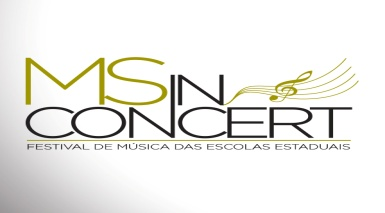 MS IN
CONCERT
FESTIVAL DE MÚSICA DAS ESCOLAS ESTADUAIS